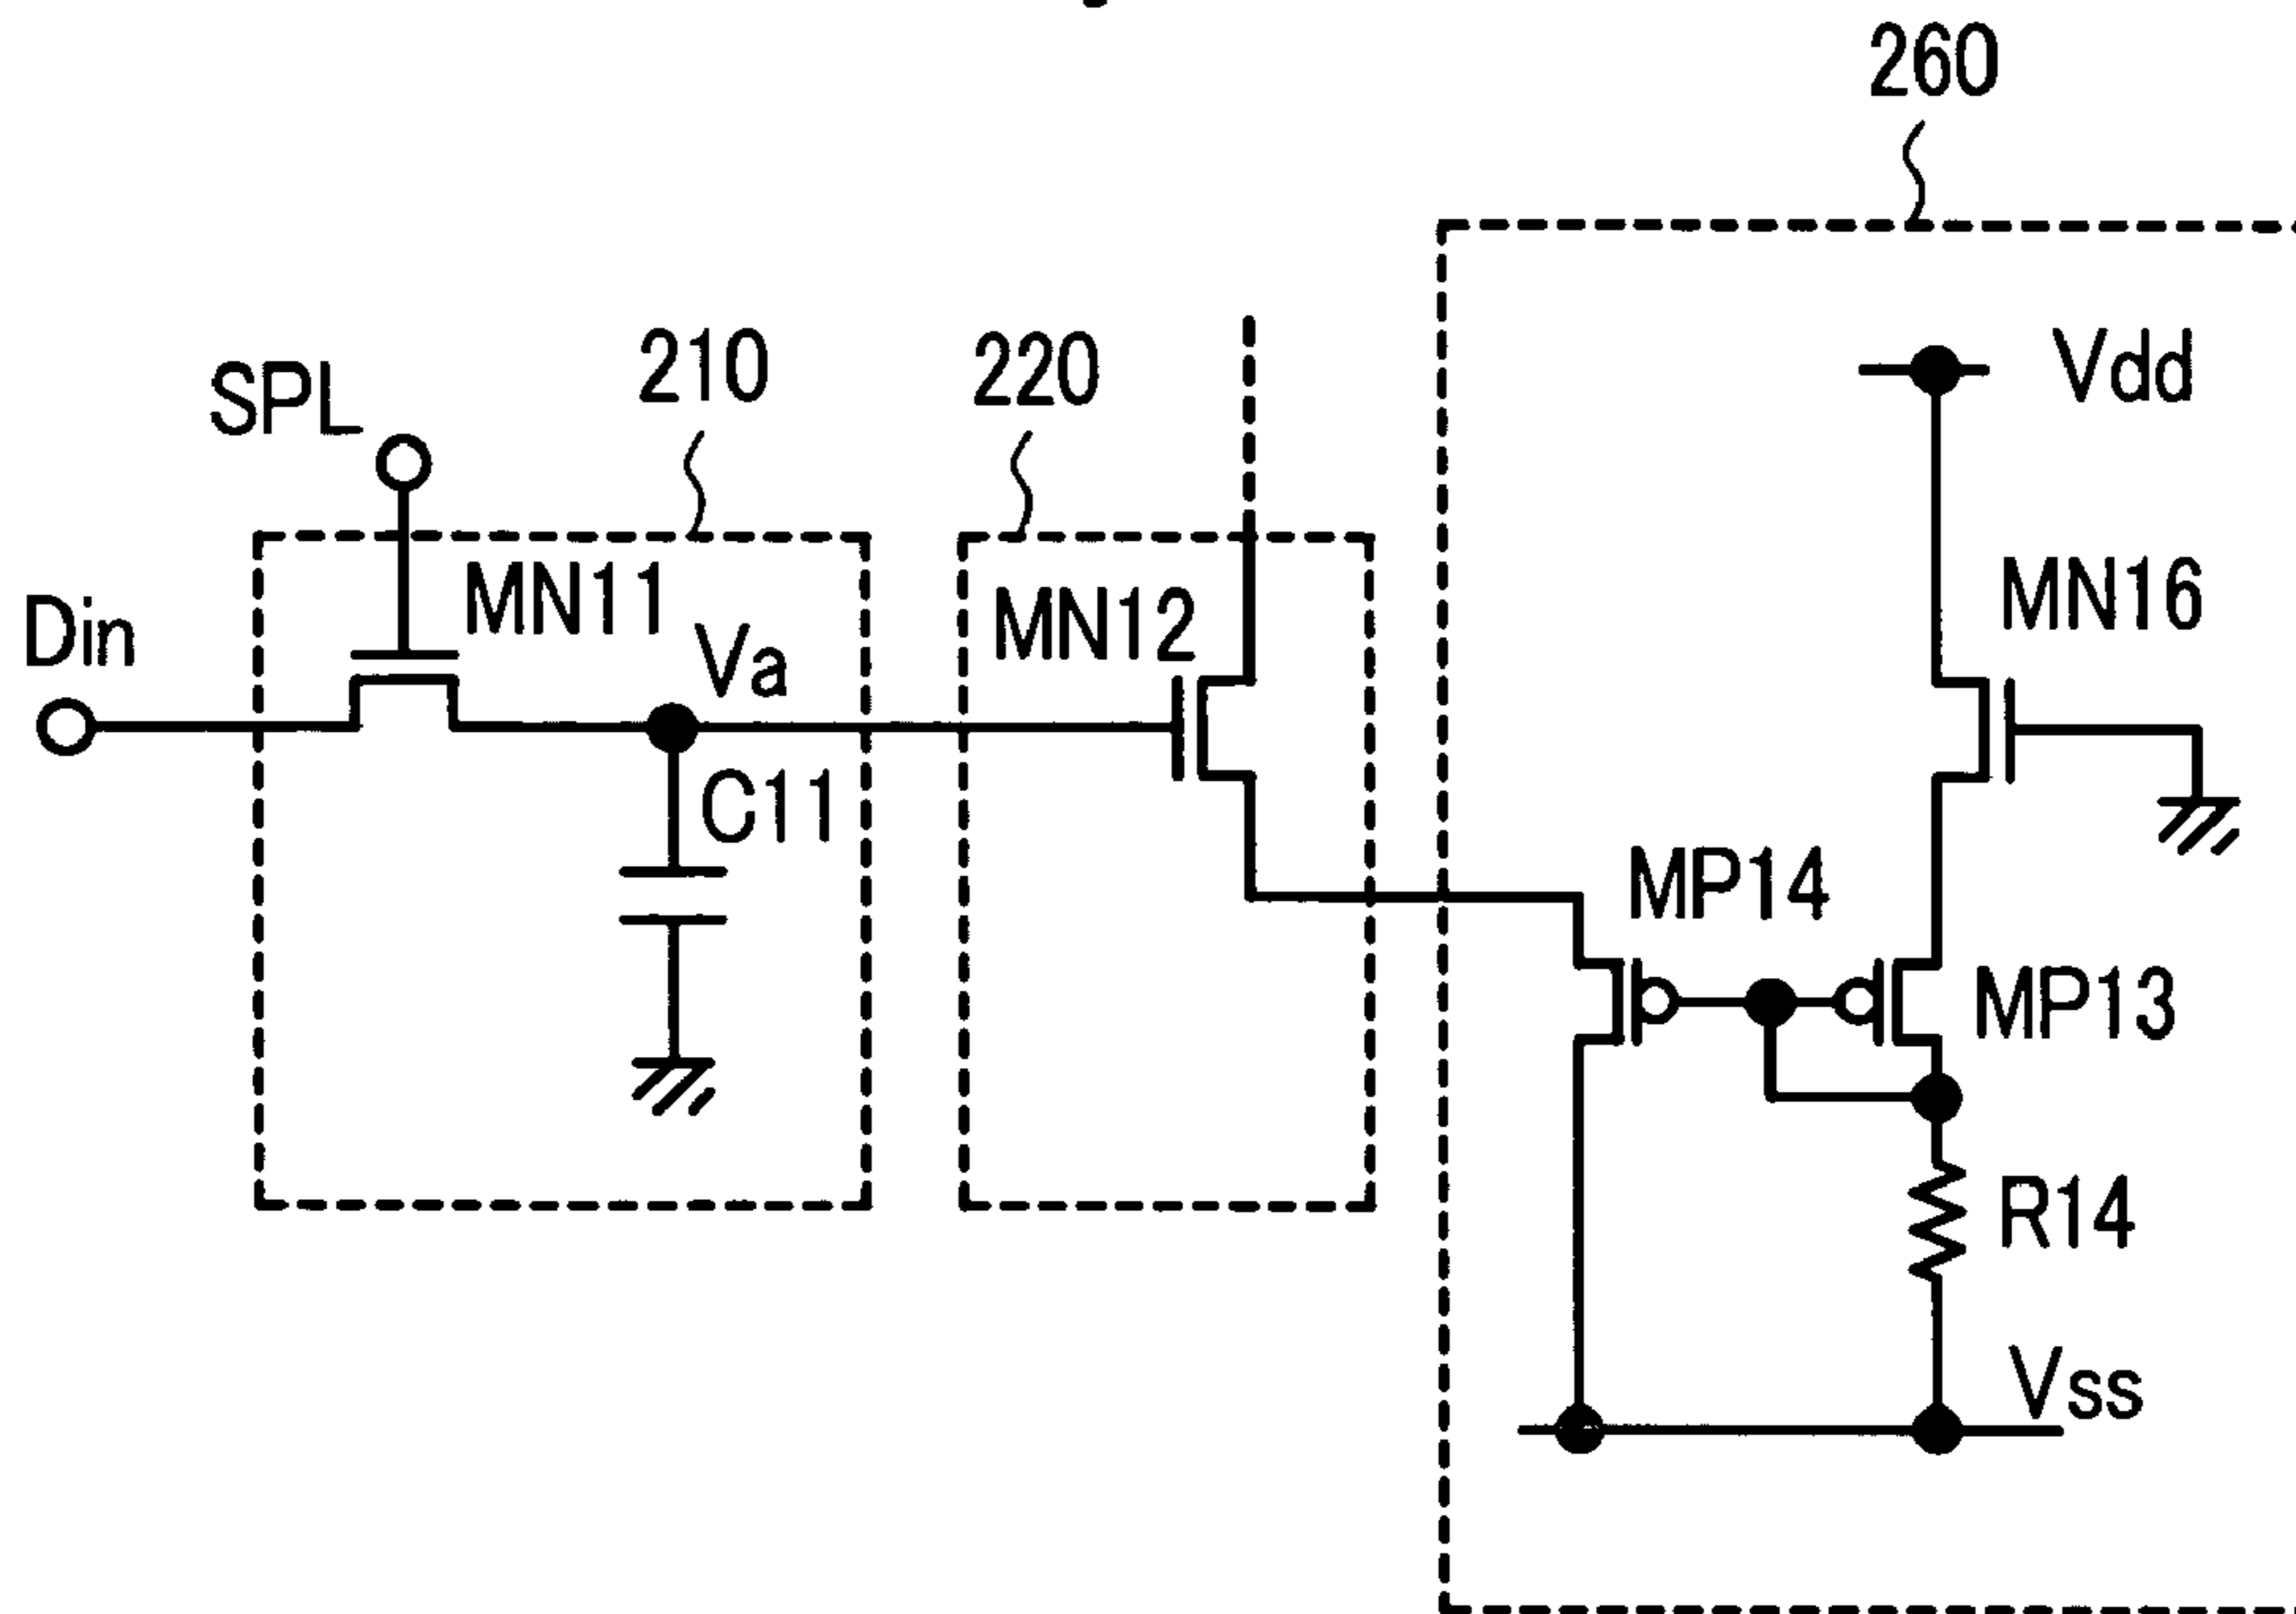 260
210
220
Vdd
SPL
MN11
MN12
MN16
Din
Va
C11
MP14
MP13
R14
Vss